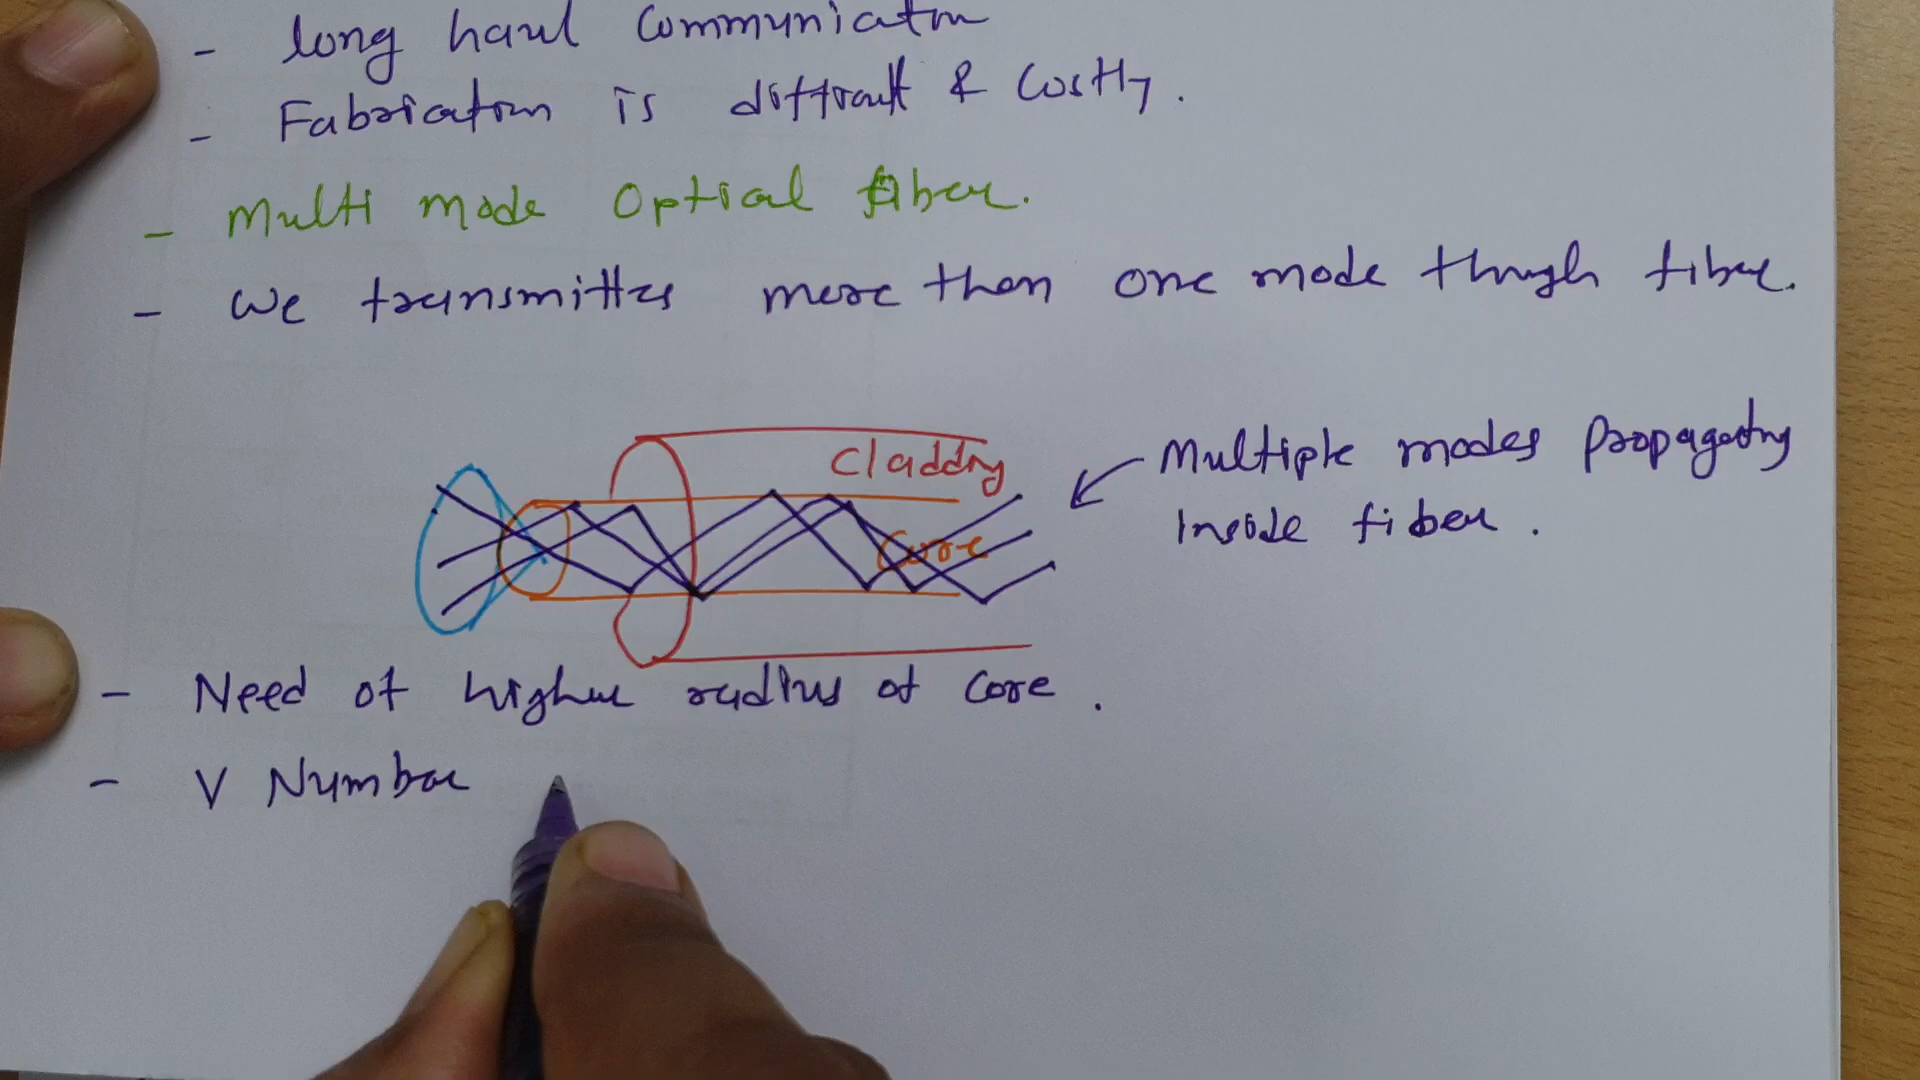 - long haul Communication
- Fabrication is difficult & Costly.
- Multi mode Optical fiber.
- We transmittes more than one mode through fiber.
Cladding
Core
Multiple modes Propagating
Inside fiber.
- Need of higher radius of Core.
- V Number